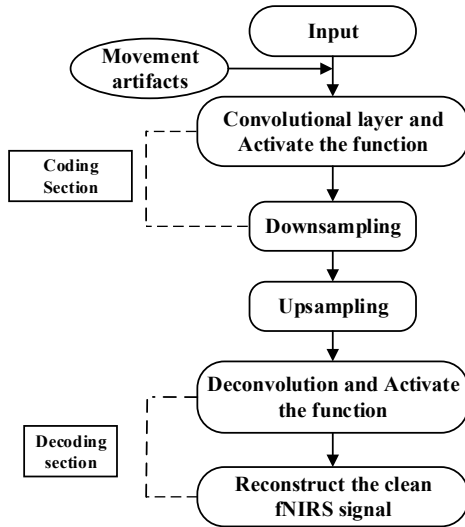 Input
Movement
artifacts
Convolutional layer and
Activate the function
Coding
Section
Downsampling
Upsampling
Deconvolution and Activate
the function
Decoding
section
Reconstruct the clean
fNIRS signal